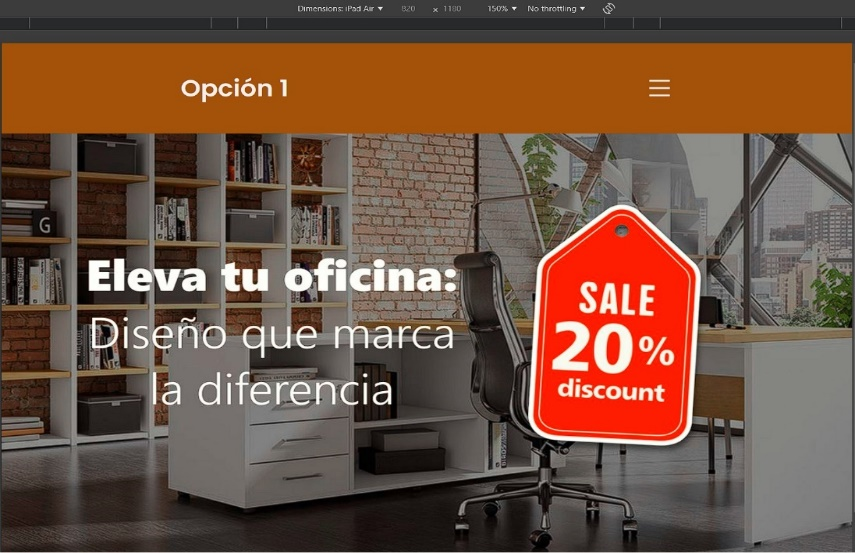 Dimensions: iPad Air ▼ 820 × 1180 150% ▼ No throttling ▼
Opción 1
G
Eleva tu oficina:
Diseño que marca
la diferencia
SALE
20%
discount